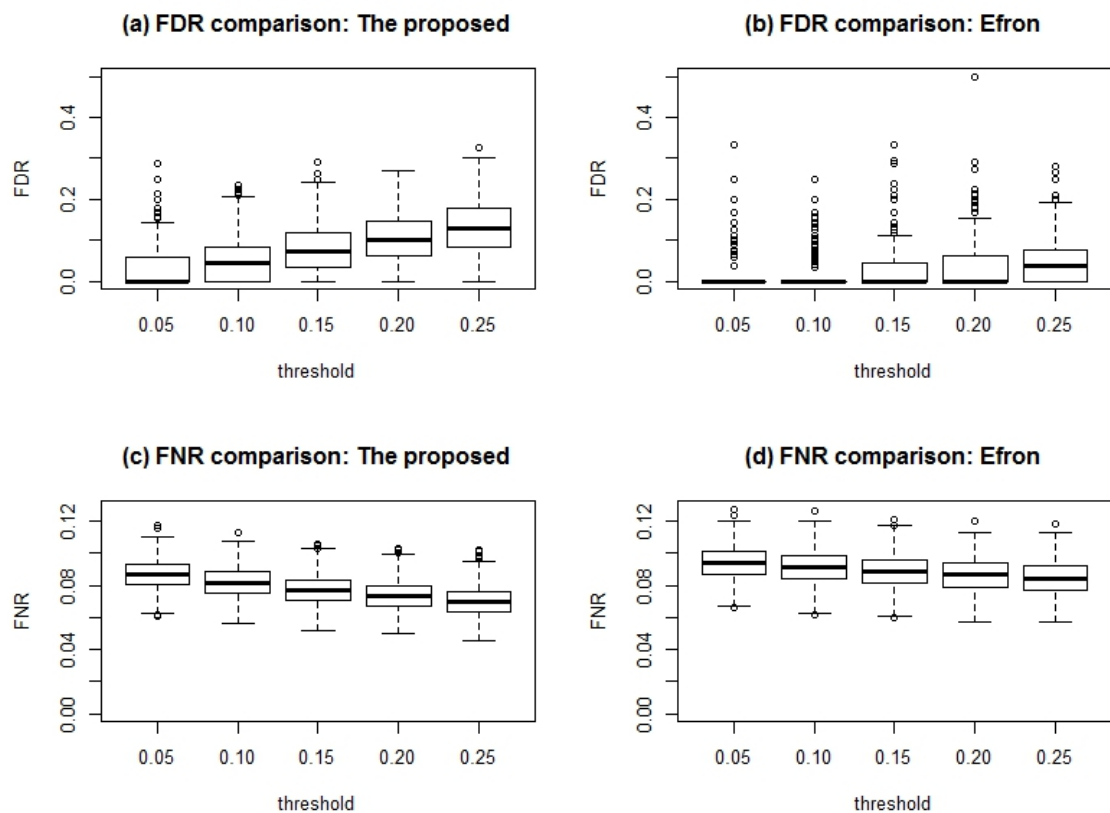 (a) FDR comparison: The proposed
FDR
0.4
0.2
0.0
0.05 0.10 0.15 0.20 0.25
threshold
(b) FDR comparison: Efron
FDR
0.4
0.2
0.0
0.05 0.10 0.15 0.20 0.25
threshold
(c) FNR comparison: The proposed
FNR
0.12
0.08
0.04
0.00
0.05 0.10 0.15 0.20 0.25
threshold
(d) FNR comparison: Efron
FNR
0.12
0.08
0.04
0.00
0.05 0.10 0.15 0.20 0.25
threshold